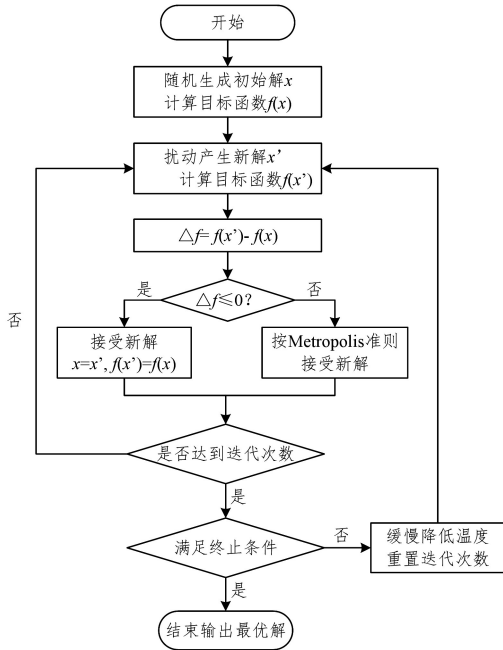 开始
随机生成初始解x
计算目标函数f(x)
扰动产生新解x’
计算目标函数f(x’)
△f= f(x’)- f(x)
△f≤0?
是
否
接受新解
x=x’, f(x’)=f(x)
按Metropolis准则
接受新解
否
是否达到迭代次数
是
满足终止条件
否
缓慢降低温度
重置迭代次数
是
结束输出最优解